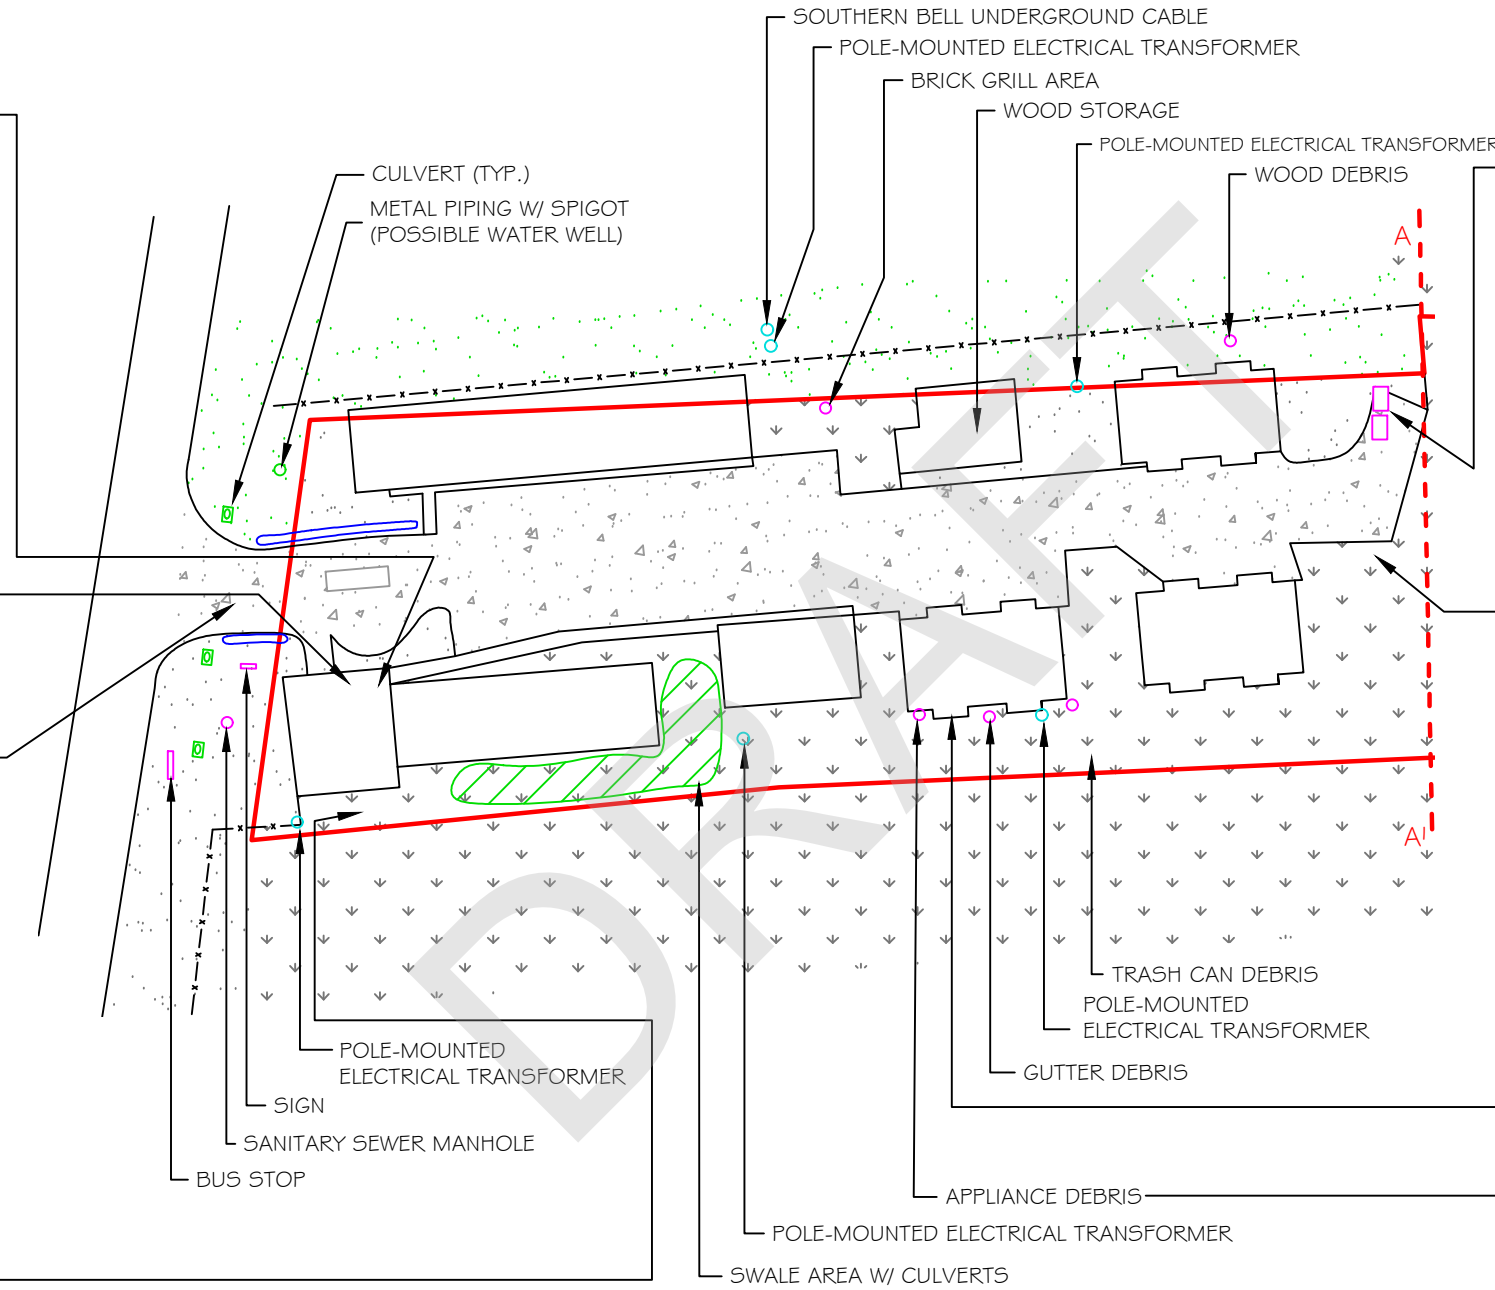 SOUTHERN BELL UNDERGROUND CABLE
POLE-MOUNTED ELECTRICAL TRANSFORMER
BRICK GRILL AREA
WOOD STORAGE
POLE-MOUNTED ELECTRICAL TRANSFORMER
WOOD DEBRIS
CULVERT (TYP.)
METAL PIPING W/ SPIGOT
(POSSIBLE WATER WELL)
A
DRAFT
A'
TRASH CAN DEBRIS
POLE-MOUNTED
ELECTRICAL TRANSFORMER
GUTTER DEBRIS
POLE-MOUNTED
ELECTRICAL TRANSFORMER
SIGN
SANITARY SEWER MANHOLE
BUS STOP
APPLIANCE DEBRIS
POLE-MOUNTED ELECTRICAL TRANSFORMER
SWALE AREA W/ CULVERTS